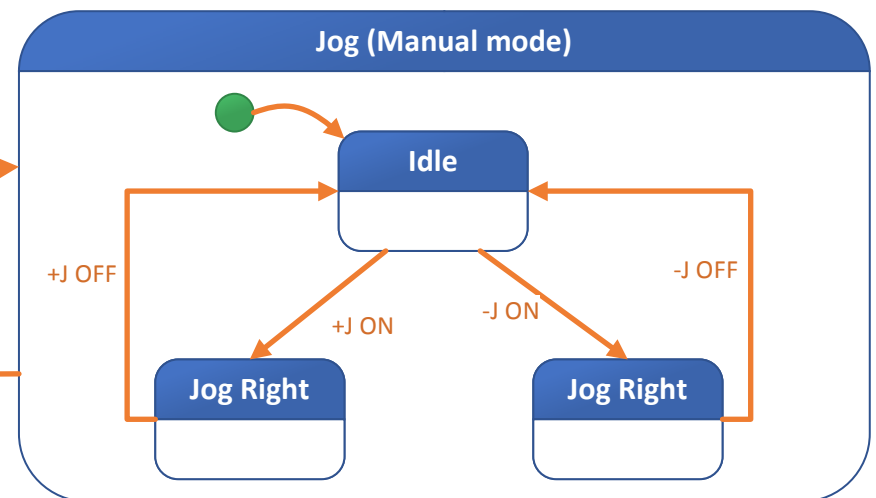 Jog (Manual mode)
Idle
+J OFF
-J OFF
+J ON
-J ON
Jog Right
Jog Right